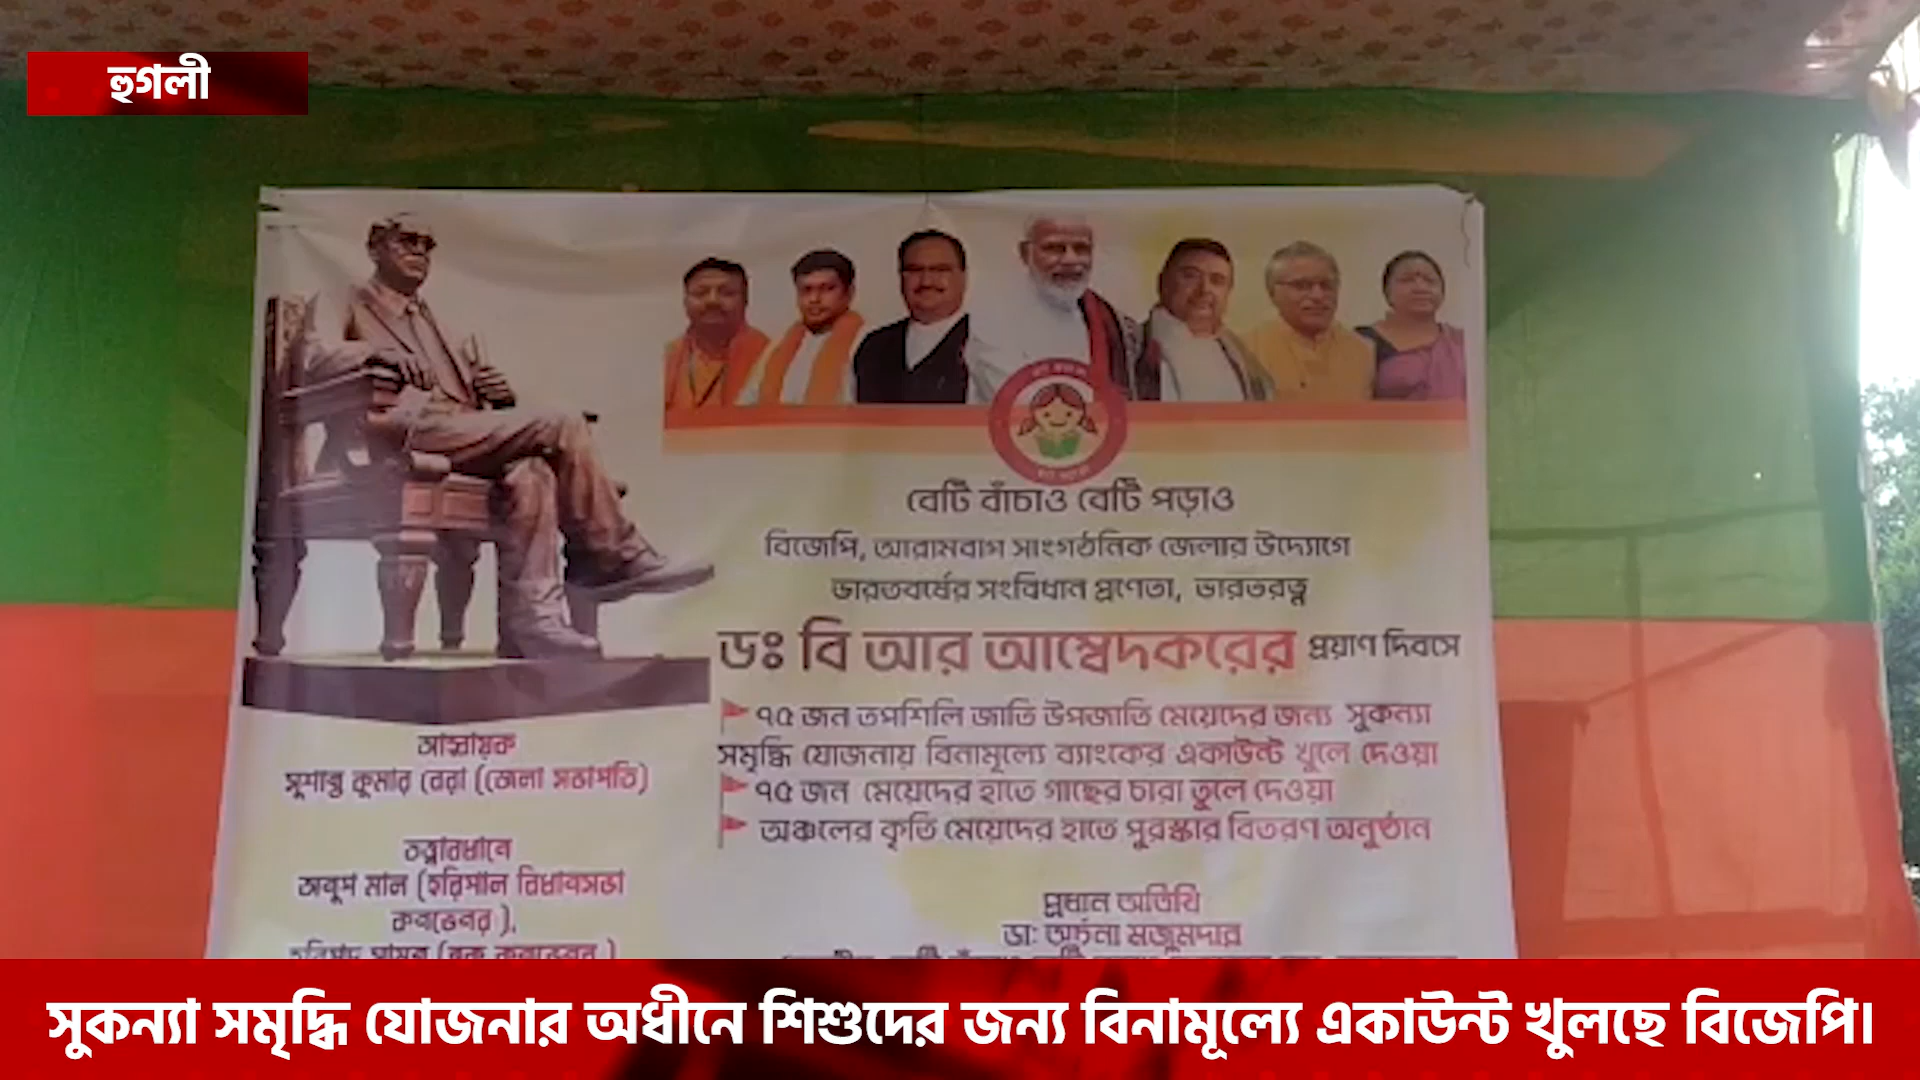 হুগলী
বেটি বাঁচাও বেটি পড়াও
বিজেপি, আরামবাগ সাংগঠনিক জেলার উদ্যোগে
ভারতবর্ষের সংবিধান প্রণেতা, ভারতরত্ন
ডঃ বি আর আম্বেদকরের প্রয়াণ দিবসে
৭৫ জন তপশিলি জাতি উপজাতি মেয়েদের জন্য সুকন্যা
সমৃদ্ধি যোজনায় বিনামূল্যে ব্যাংকের একাউন্ট খুলে দেওয়া
৭৫ জন মেয়েদের হাতে গাছের চারা তুলে দেওয়া
অঞ্চলের কৃতি মেয়েদের হাতে পুরস্কার বিতরণ অনুষ্ঠান
আহ্বায়ক
সুশান্ত কুমার বেরা (জেলা সভাপতি)
তত্ত্বাবধানে
অনুপ মাল (হরিপাল বিধানসভা
কনভেনর ),
প্রধান অতিথি
ডাঃ অর্চনা মজুমদার
সুকন্যা সমৃদ্ধি যোজনার অধীনে শিশুদের জন্য বিনামূল্যে একাউন্ট খুলছে বিজেপি।